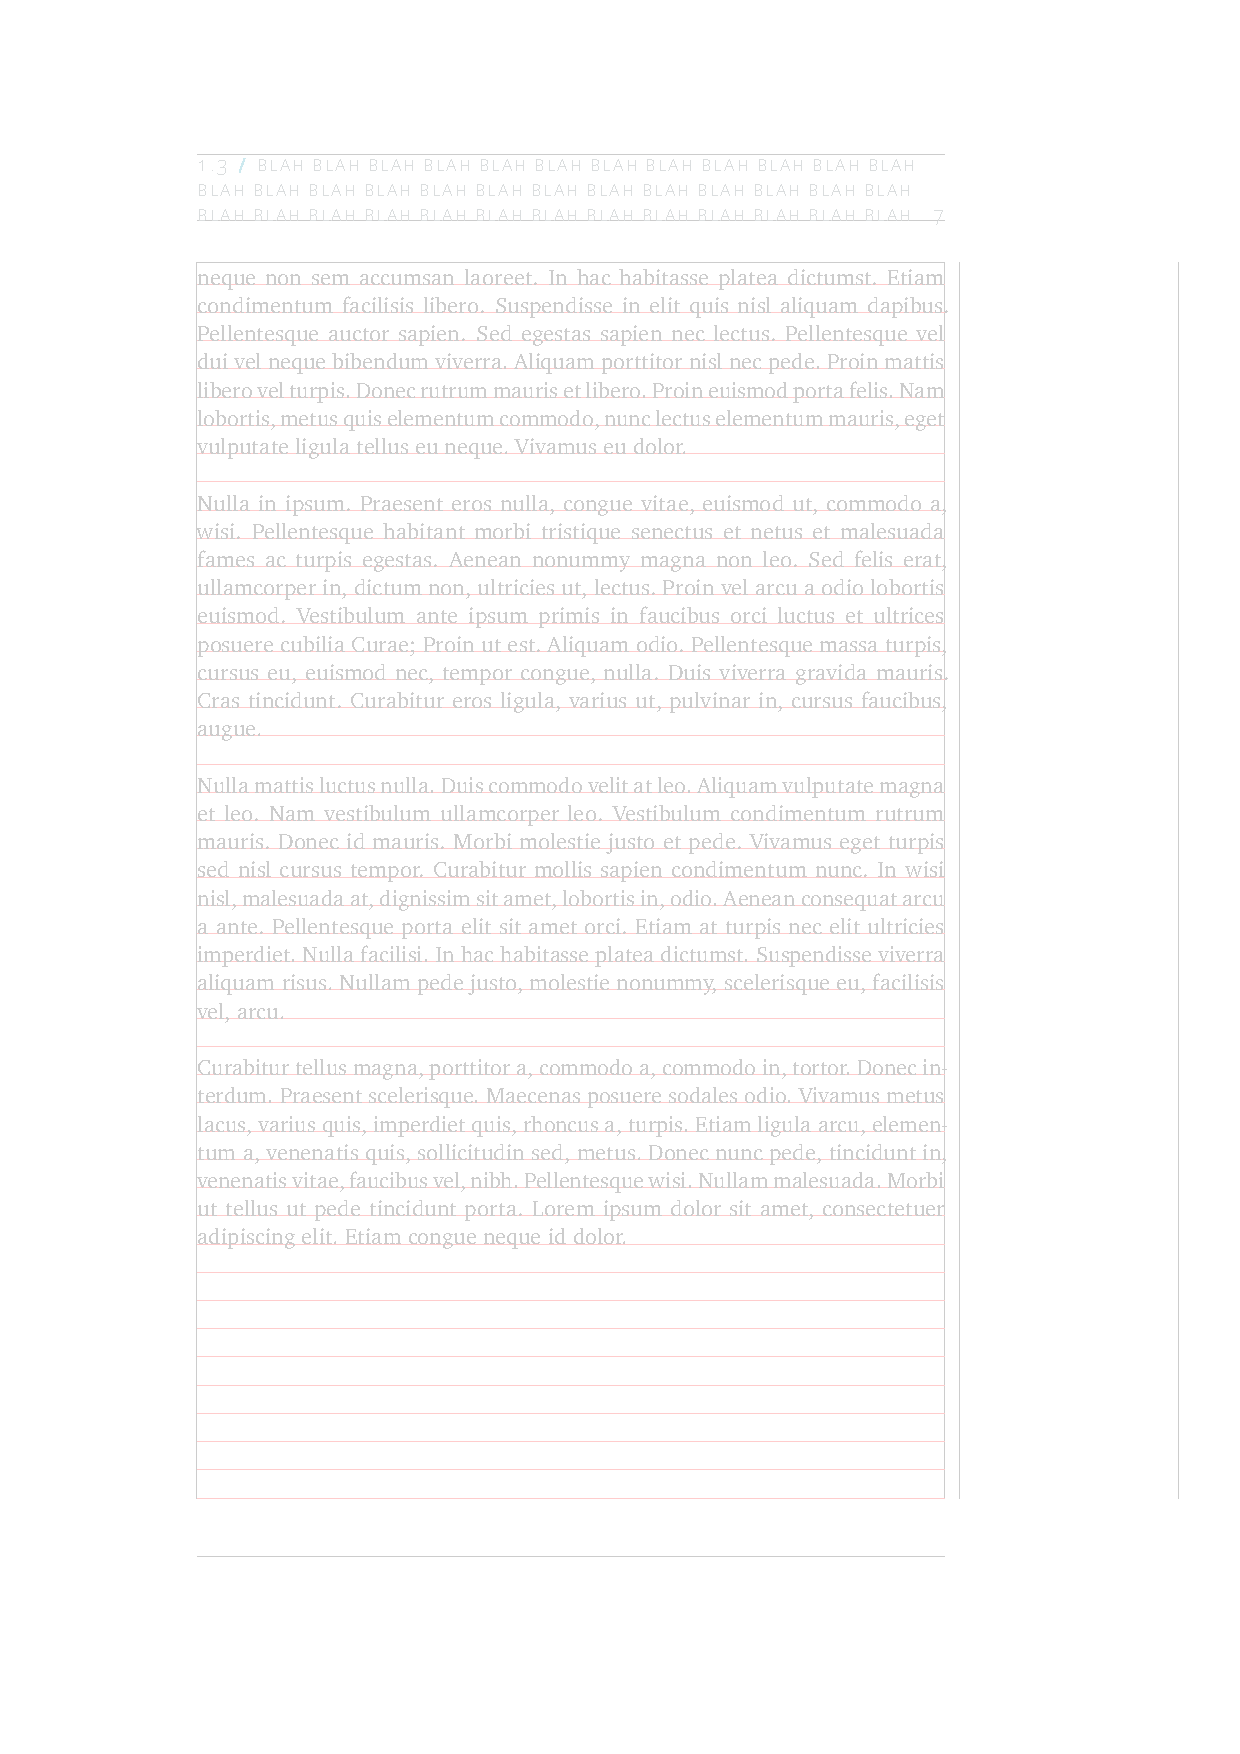 1.3 / BLAH BLAH BLAH BLAH BLAH BLAH BLAH BLAH BLAH BLAH BLAH BLAH
BLAH BLAH BLAH BLAH BLAH BLAH BLAH BLAH BLAH BLAH BLAH BLAH BLAH
BLAH BLAH BLAH BLAH BLAH BLAH BLAH BLAH BLAH BLAH BLAH BLAH BLAH 7
neque non sem accumsan laoreet. In hac habitasse platea dictumst. Etiam
condimentum facilisis libero. Suspendisse in elit quis nisl aliquam dapibus.
Pellentesque auctor sapien. Sed egestas sapien nec lectus. Pellentesque vel
dui vel neque bibendum viverra. Aliquam porttitor nisl nec pede. Proin mattis
libero vel turpis. Donec rutrum mauris et libero. Proin euismod porta felis. Nam
lobortis, metus quis elementum commodo, nunc lectus elementum mauris, eget
vulputate ligula tellus eu neque. Vivamus eu dolor.
Nulla in ipsum. Praesent eros nulla, congue vitae, euismod ut, commodo a,
wisi. Pellentesque habitant morbi tristique senectus et netus et malesuada
fames ac turpis egestas. Aenean nonummy magna non leo. Sed felis erat,
ullamcorper in, dictum non, ultricies ut, lectus. Proin vel arcu a odio lobortis
euismod. Vestibulum ante ipsum primis in faucibus orci luctus et ultrices
posuere cubilia Curae; Proin ut est. Aliquam odio. Pellentesque massa turpis,
cursus eu, euismod nec, tempor congue, nulla. Duis viverra gravida mauris.
Cras tincidunt. Curabitur eros ligula, varius ut, pulvinar in, cursus faucibus,
augue.
Nulla mattis luctus nulla. Duis commodo velit at leo. Aliquam vulputate magna
et leo. Nam vestibulum ullamcorper leo. Vestibulum condimentum rutrum
mauris. Donec id mauris. Morbi molestie justo et pede. Vivamus eget turpis
sed nisl cursus tempor. Curabitur mollis sapien condimentum nunc. In wisi
nisl, malesuada at, dignissim sit amet, lobortis in, odio. Aenean consequat arcu
a ante. Pellentesque porta elit sit amet orci. Etiam at turpis nec elit ultricies
imperdiet. Nulla facilisi. In hac habitasse platea dictumst. Suspendisse viverra
aliquam risus. Nullam pede justo, molestie nonummy, scelerisque eu, facilisis
vel, arcu.
Curabitur tellus magna, porttitor a, commodo a, commodo in, tortor. Donec in-
terdum. Praesent scelerisque. Maecenas posuere sodales odio. Vivamus metus
lacus, varius quis, imperdiet quis, rhoncus a, turpis. Etiam ligula arcu, elemen-
tum a, venenatis quis, sollicitudin sed, metus. Donec nunc pede, tincidunt in,
venenatis vitae, faucibus vel, nibh. Pellentesque wisi. Nullam malesuada. Morbi
ut tellus ut pede tincidunt porta. Lorem ipsum dolor sit amet, consectetuer
adipiscing elit. Etiam congue neque id dolor.